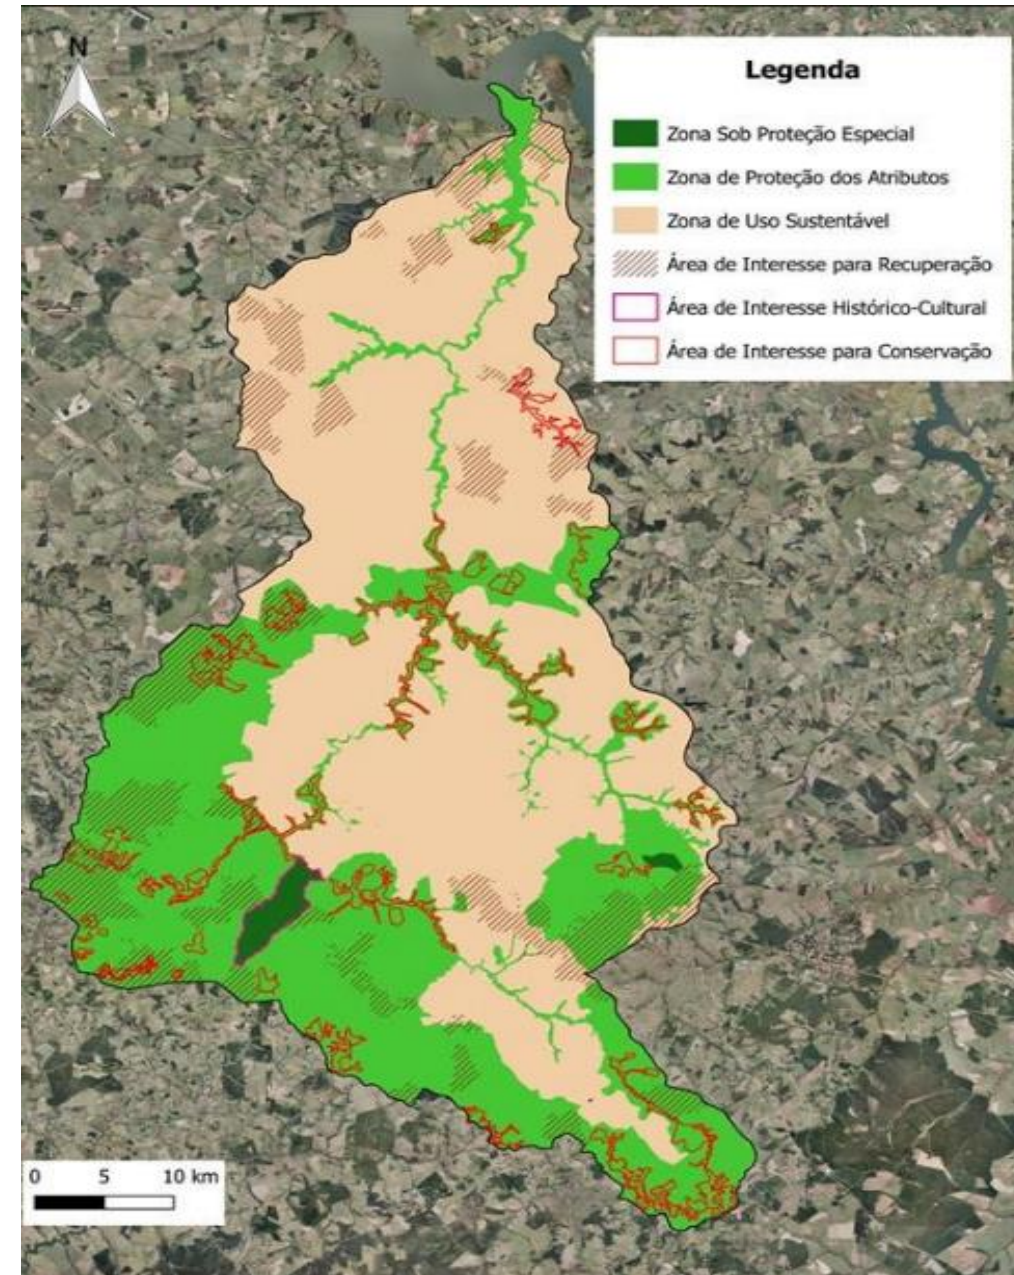 N
Legenda
Zona Sob Proteção Especial
Zona de Proteção dos Atributos
Zona de Uso Sustentável
Área de Interesse para Recuperação
Área de Interesse Histórico-Cultural
Área de Interesse para Conservação
0 5 10 km